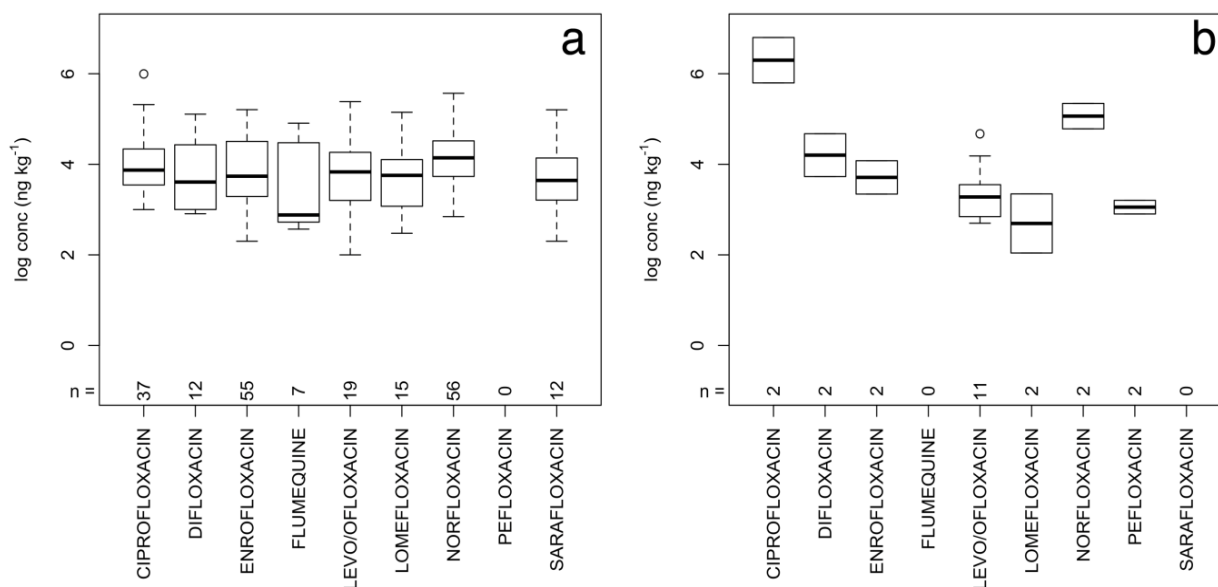 a
6
4
2
0
log conc (ng kg-1)
n = 37 12 55 7 19 15 56 0 12
CIPROFLOXACIN
DIFLOXACIN
ENROFLOXACIN
FLUMEQUINE
LEVO/OFLOXACIN
LOMEFLOXACIN
NORFLOXACIN
PEFLOXACIN
SARAFLOXACIN
b
6
4
2
0
log conc (ng kg-1)
n = 2 2 2 0 11 2 2 2 0
CIPROFLOXACIN
DIFLOXACIN
ENROFLOXACIN
FLUMEQUINE
LEVO/OFLOXACIN
LOMEFLOXACIN
NORFLOXACIN
PEFLOXACIN
SARAFLOXACIN